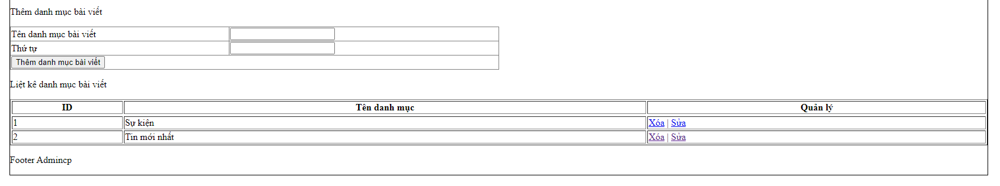 Thêm danh mục bài viết
Tên danh mục bài viết
Thứ tự
Thêm danh mục bài viết
Liệt kê danh mục bài viết
ID Tên danh mục Quản lý
1 Sự kiện Xóa | Sửa
2 Tin mới nhất Xóa | Sửa
Footer Admincp